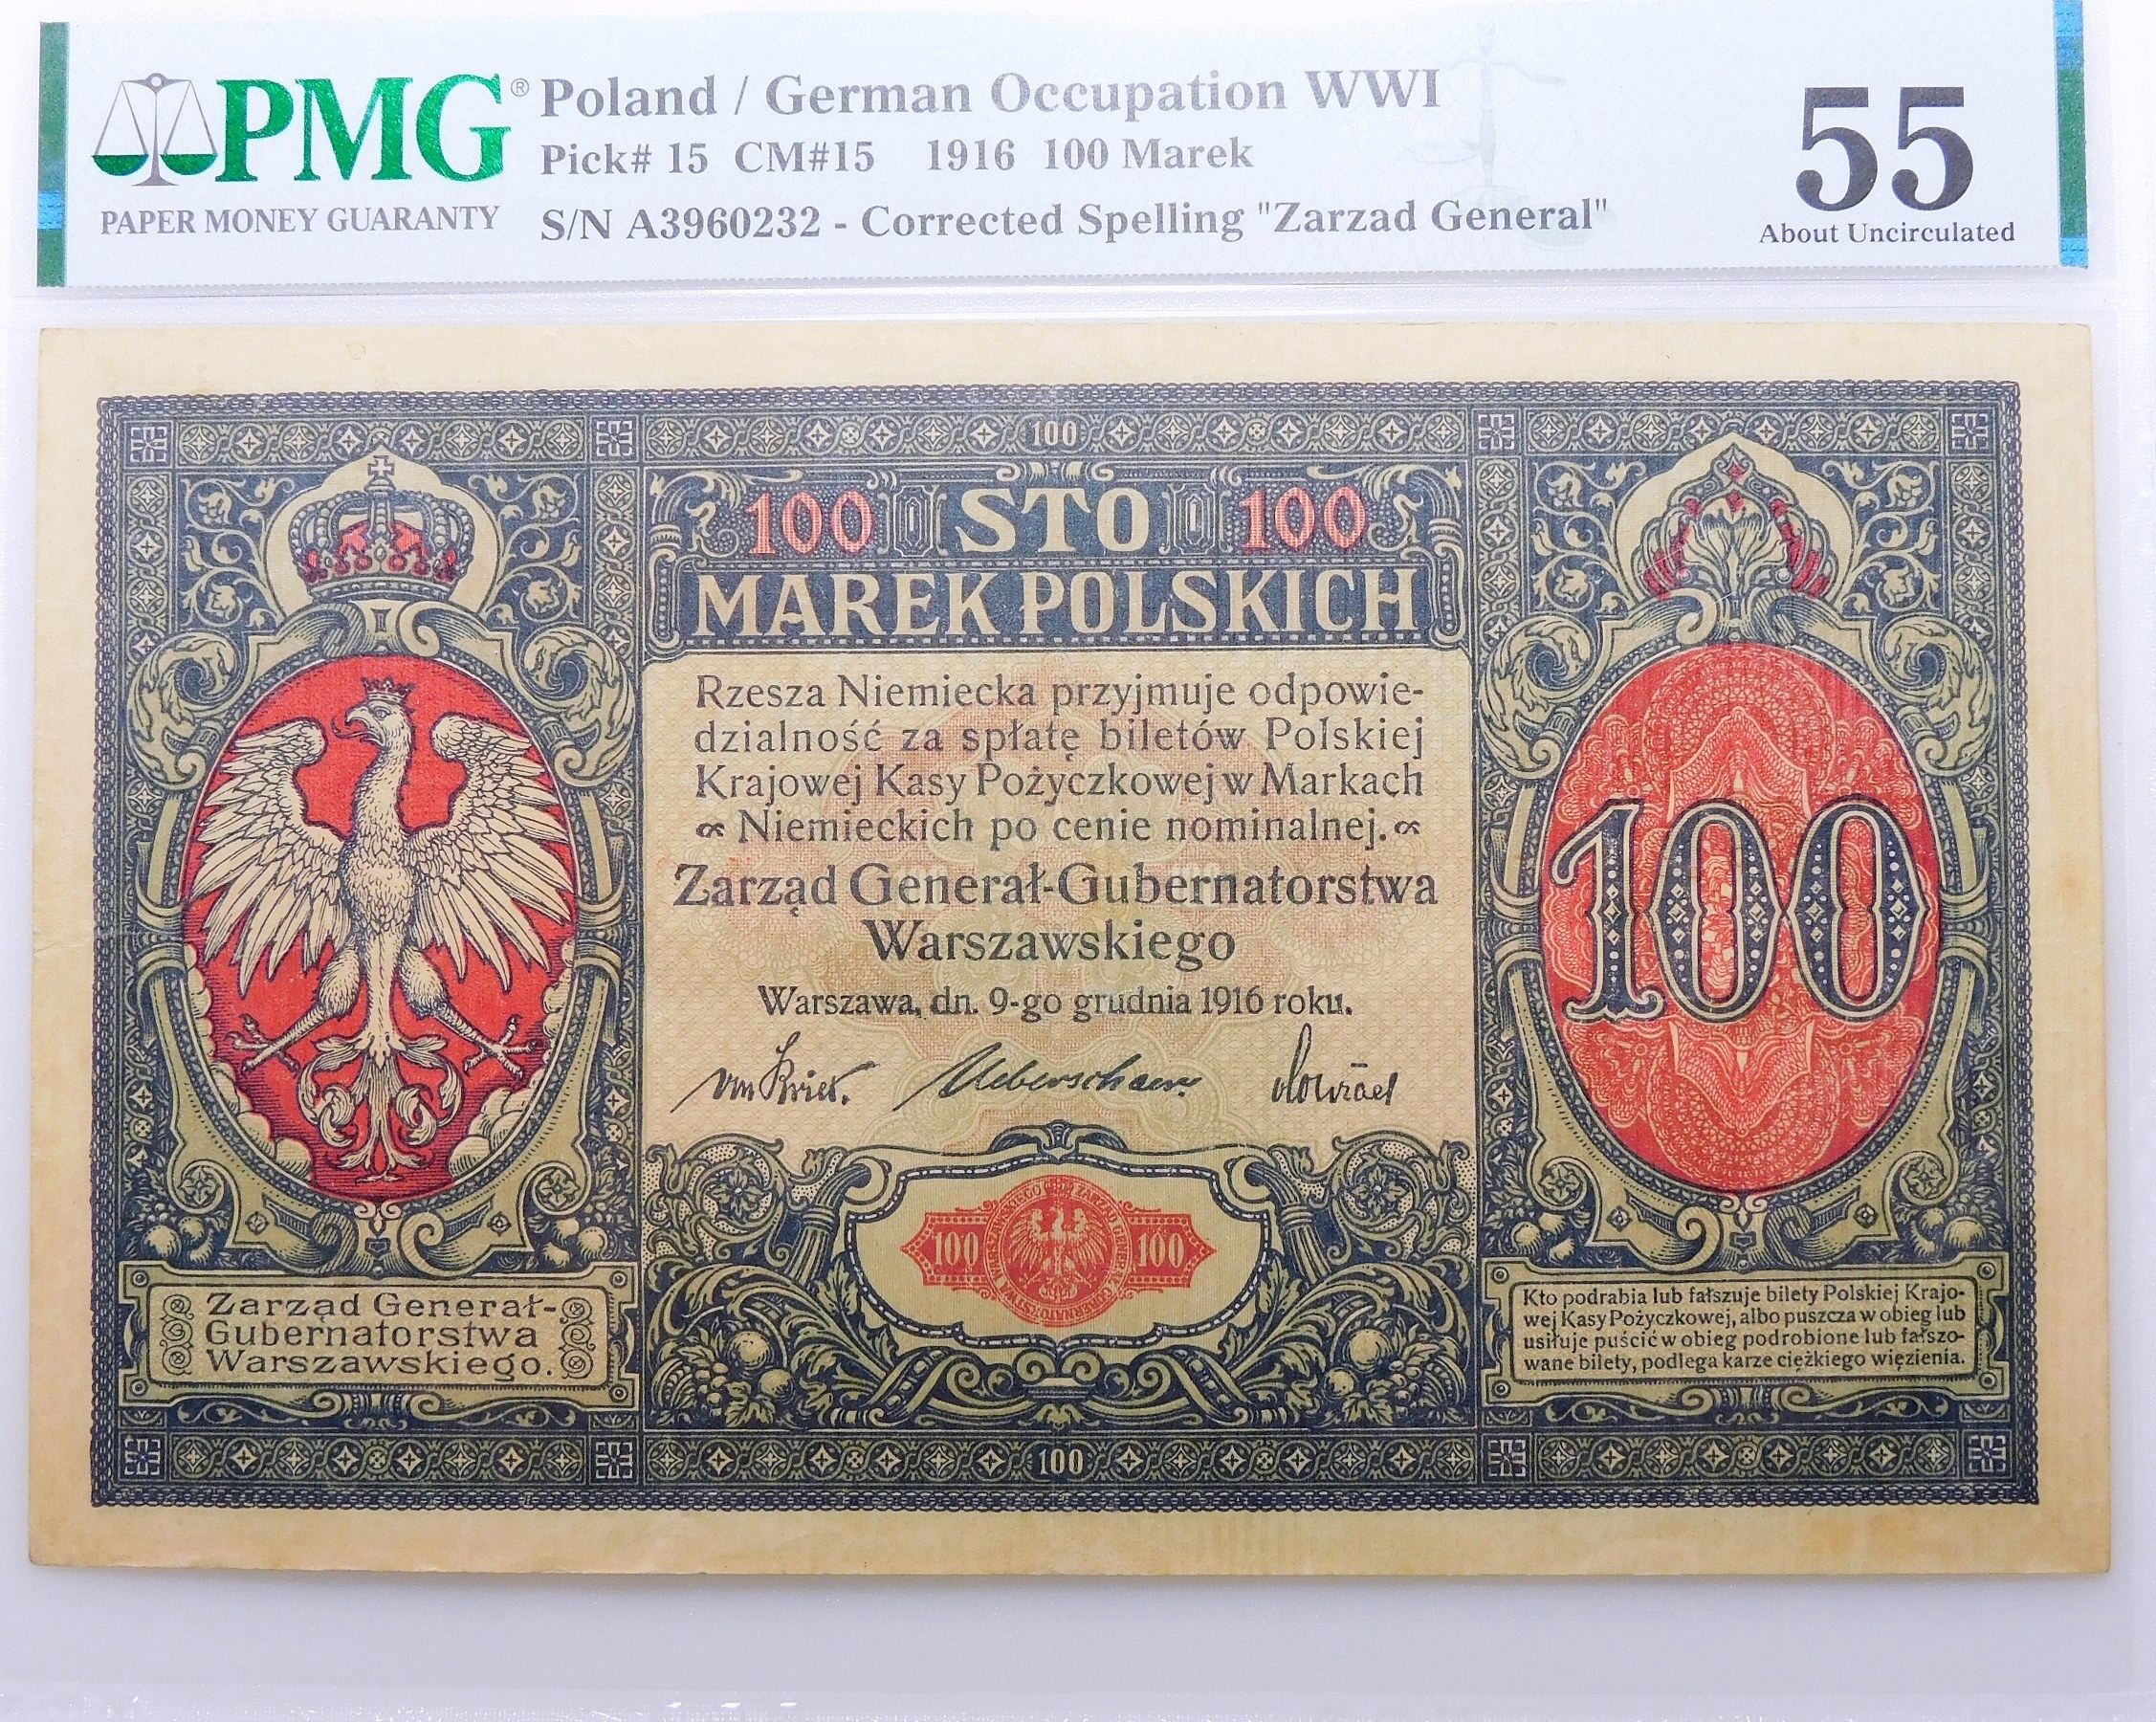 PMG®
PAPER MONEY GUARANTY
Poland / German Occupation WWI
Pick# 15 CM#15 1916 100 Marek
S/N A3960232 - Corrected Spelling "Zarzad General"
55
About Uncirculated
100
100 STO 100
MAREK POLSKICH
Rzesza Niemiecka przyjmuje odpowie-
dzialność za spłatę biletów Polskiej
Krajowej Kasy Pożyczkowej w Markach
Niemieckich po cenie nominalnej.
Zarząd Generał-Gubernatorstwa
Warszawskiego
Warszawa, dn. 9-go grudnia 1916 roku.
100
100 100
Zarząd Generał-
Gubernatorstwa
Warszawskiego.
Kto podrabia lub fałszuje bilety Polskiej Krajo-
wej Kasy Pożyczkowej, albo puszcza w obieg lub
usiłuje puścić w obieg podrobione lub fałszo-
wane bilety, podlega karze ciężkiego więzienia.
100